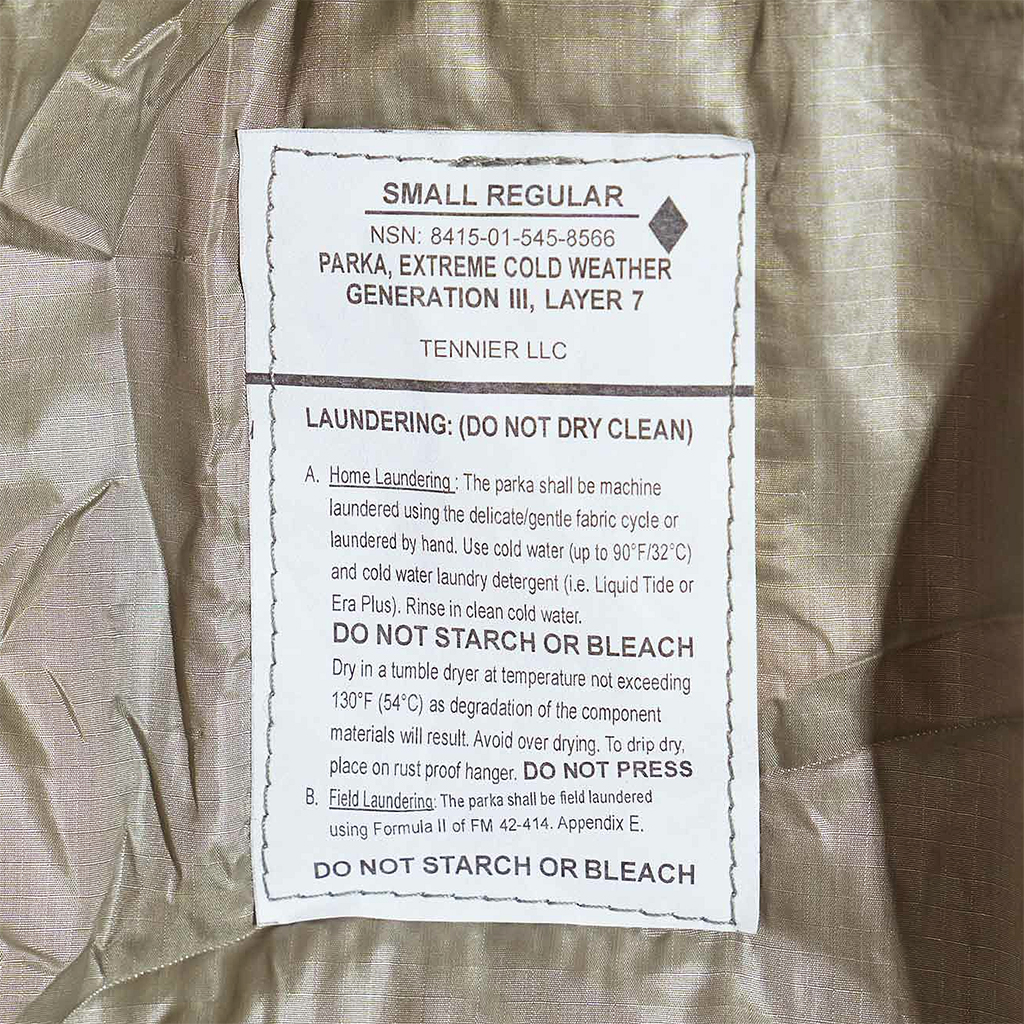 SMALL REGULAR
NSN: 8415-01-545-8566
PARKA, EXTREME COLD WEATHER
GENERATION III, LAYER 7
TENNIER LLC
LAUNDERING: (DO NOT DRY CLEAN)
A. Home Laundering : The parka shall be machine
laundered using the delicate/gentle fabric cycle or
laundered by hand. Use cold water (up to 90°F/32°C)
and cold water laundry detergent (i.e. Liquid Tide or
Era Plus). Rinse in clean cold water.
DO NOT STARCH OR BLEACH
Dry in a tumble dryer at temperature not exceeding
130°F (54°C) as degradation of the component
materials will result. Avoid over drying. To drip dry,
place on rust proof hanger. DO NOT PRESS
B. Field Laundering: The parka shall be field laundered
using Formula II of FM 42-414. Appendix E.
DO NOT STARCH OR BLEACH